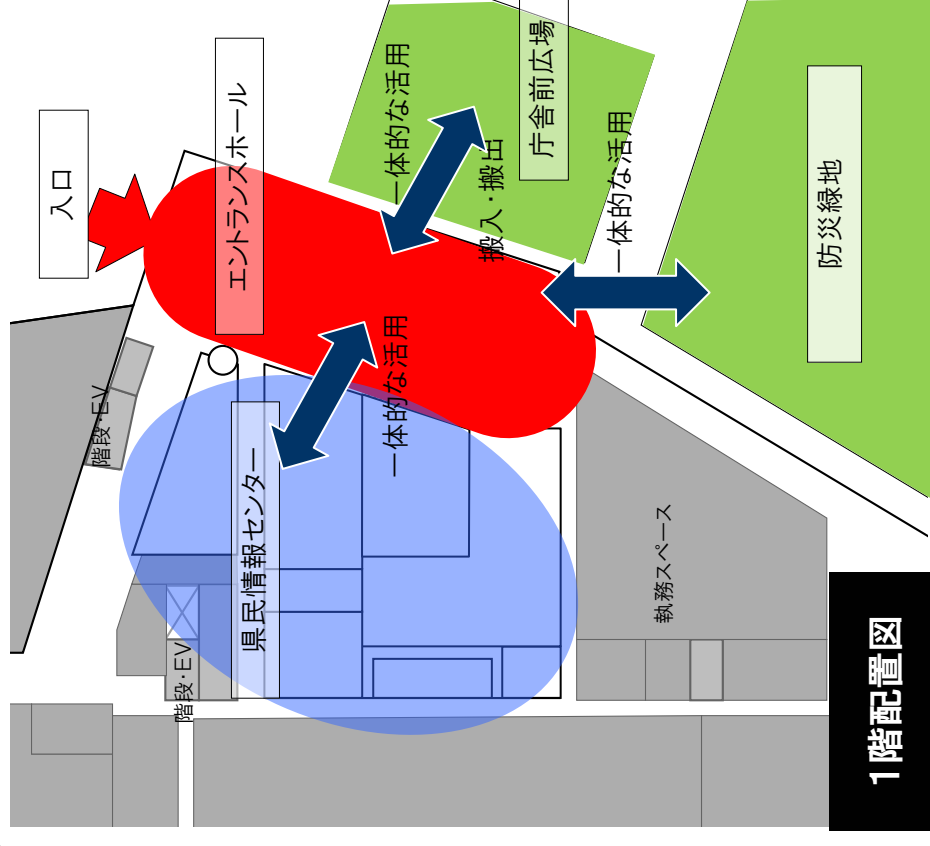 1階配置図
入口
エントランスホール
県民情報センター
庁舎前広場
防災緑地
一体的な活用
搬入・搬出
一体的な活用
一体的な活用
階段・EV
階段・EV
執務スペース